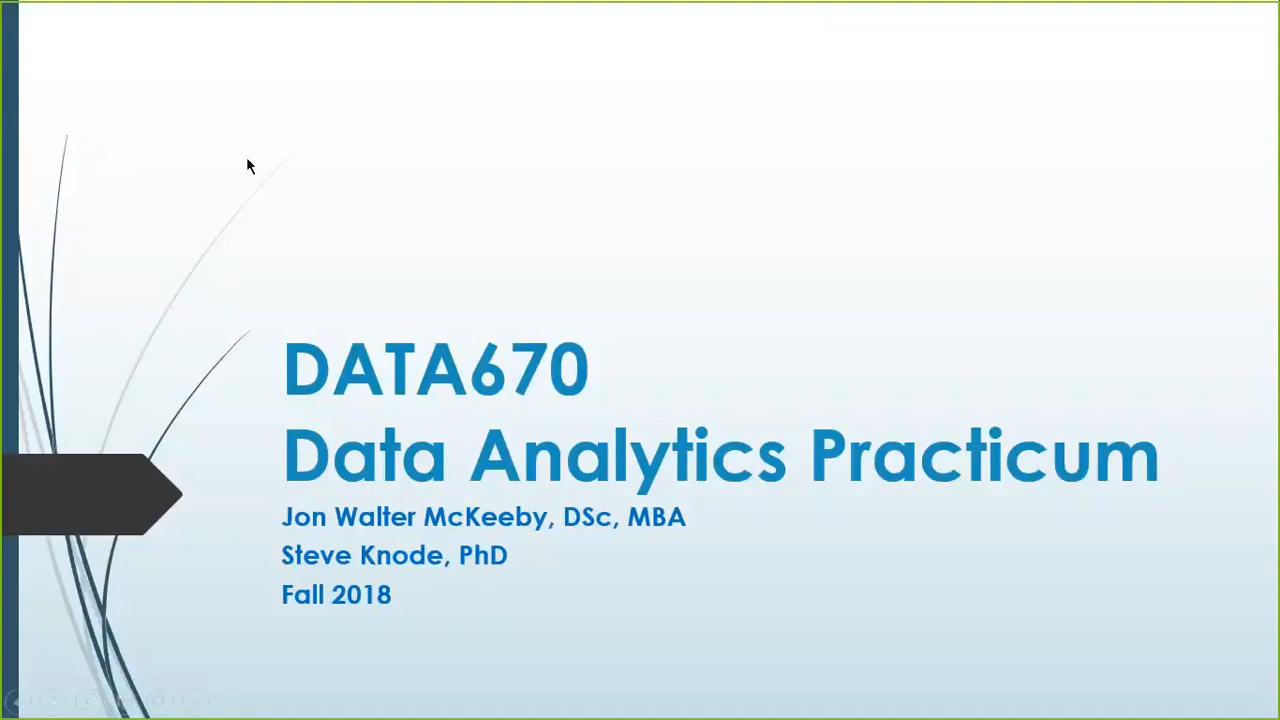 DATA670
Data Analytics Practicum
Jon Walter McKeeby, DSc, MBA
Steve Knode, PhD
Fall 2018